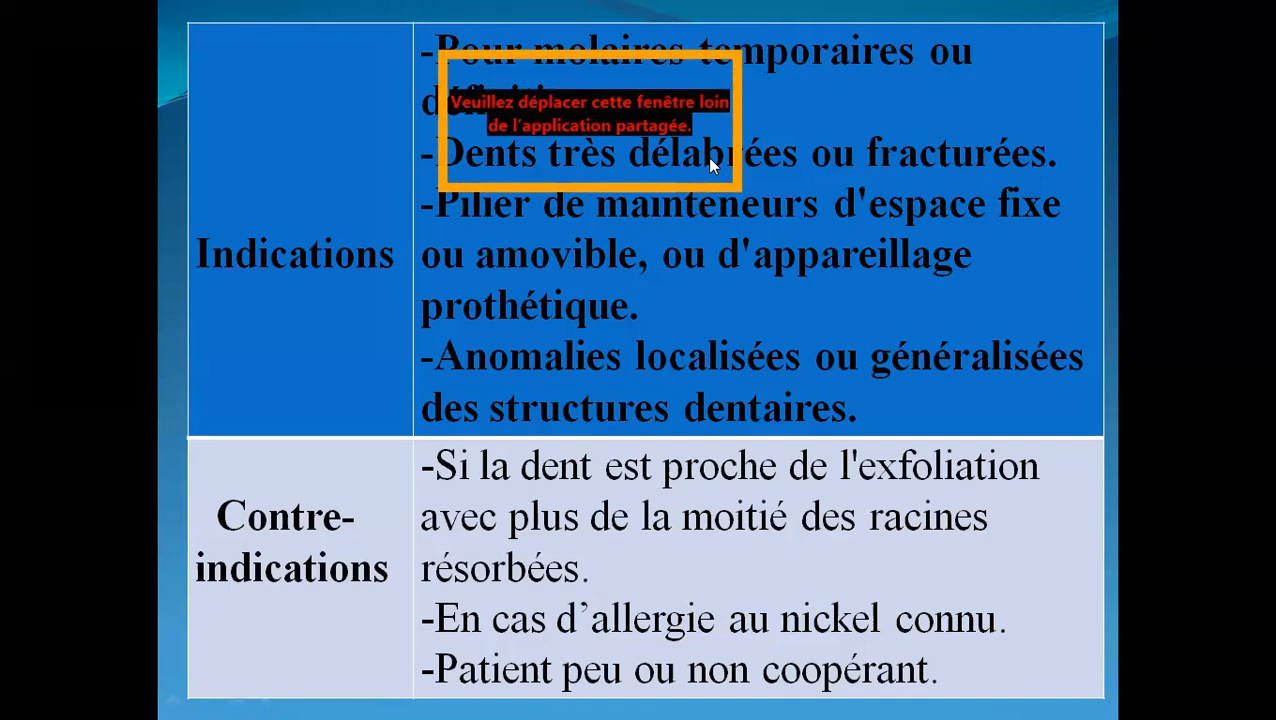 -Pour molaires temporaires ou
Veuillez déplacer cette fenêtre loin
de l'application partagée.
-Dents très délabrées ou fracturées.
-Pilier de mainteneurs d'espace fixe
Indications
ou amovible, ou d'appareillage
prothétique.
-Anomalies localisées ou généralisées
des structures dentaires.
-Si la dent est proche de l'exfoliation
Contre-
avec plus de la moitié des racines
indications
résorbées.
-En cas d’allergie au nickel connu.
-Patient peu ou non coopérant.